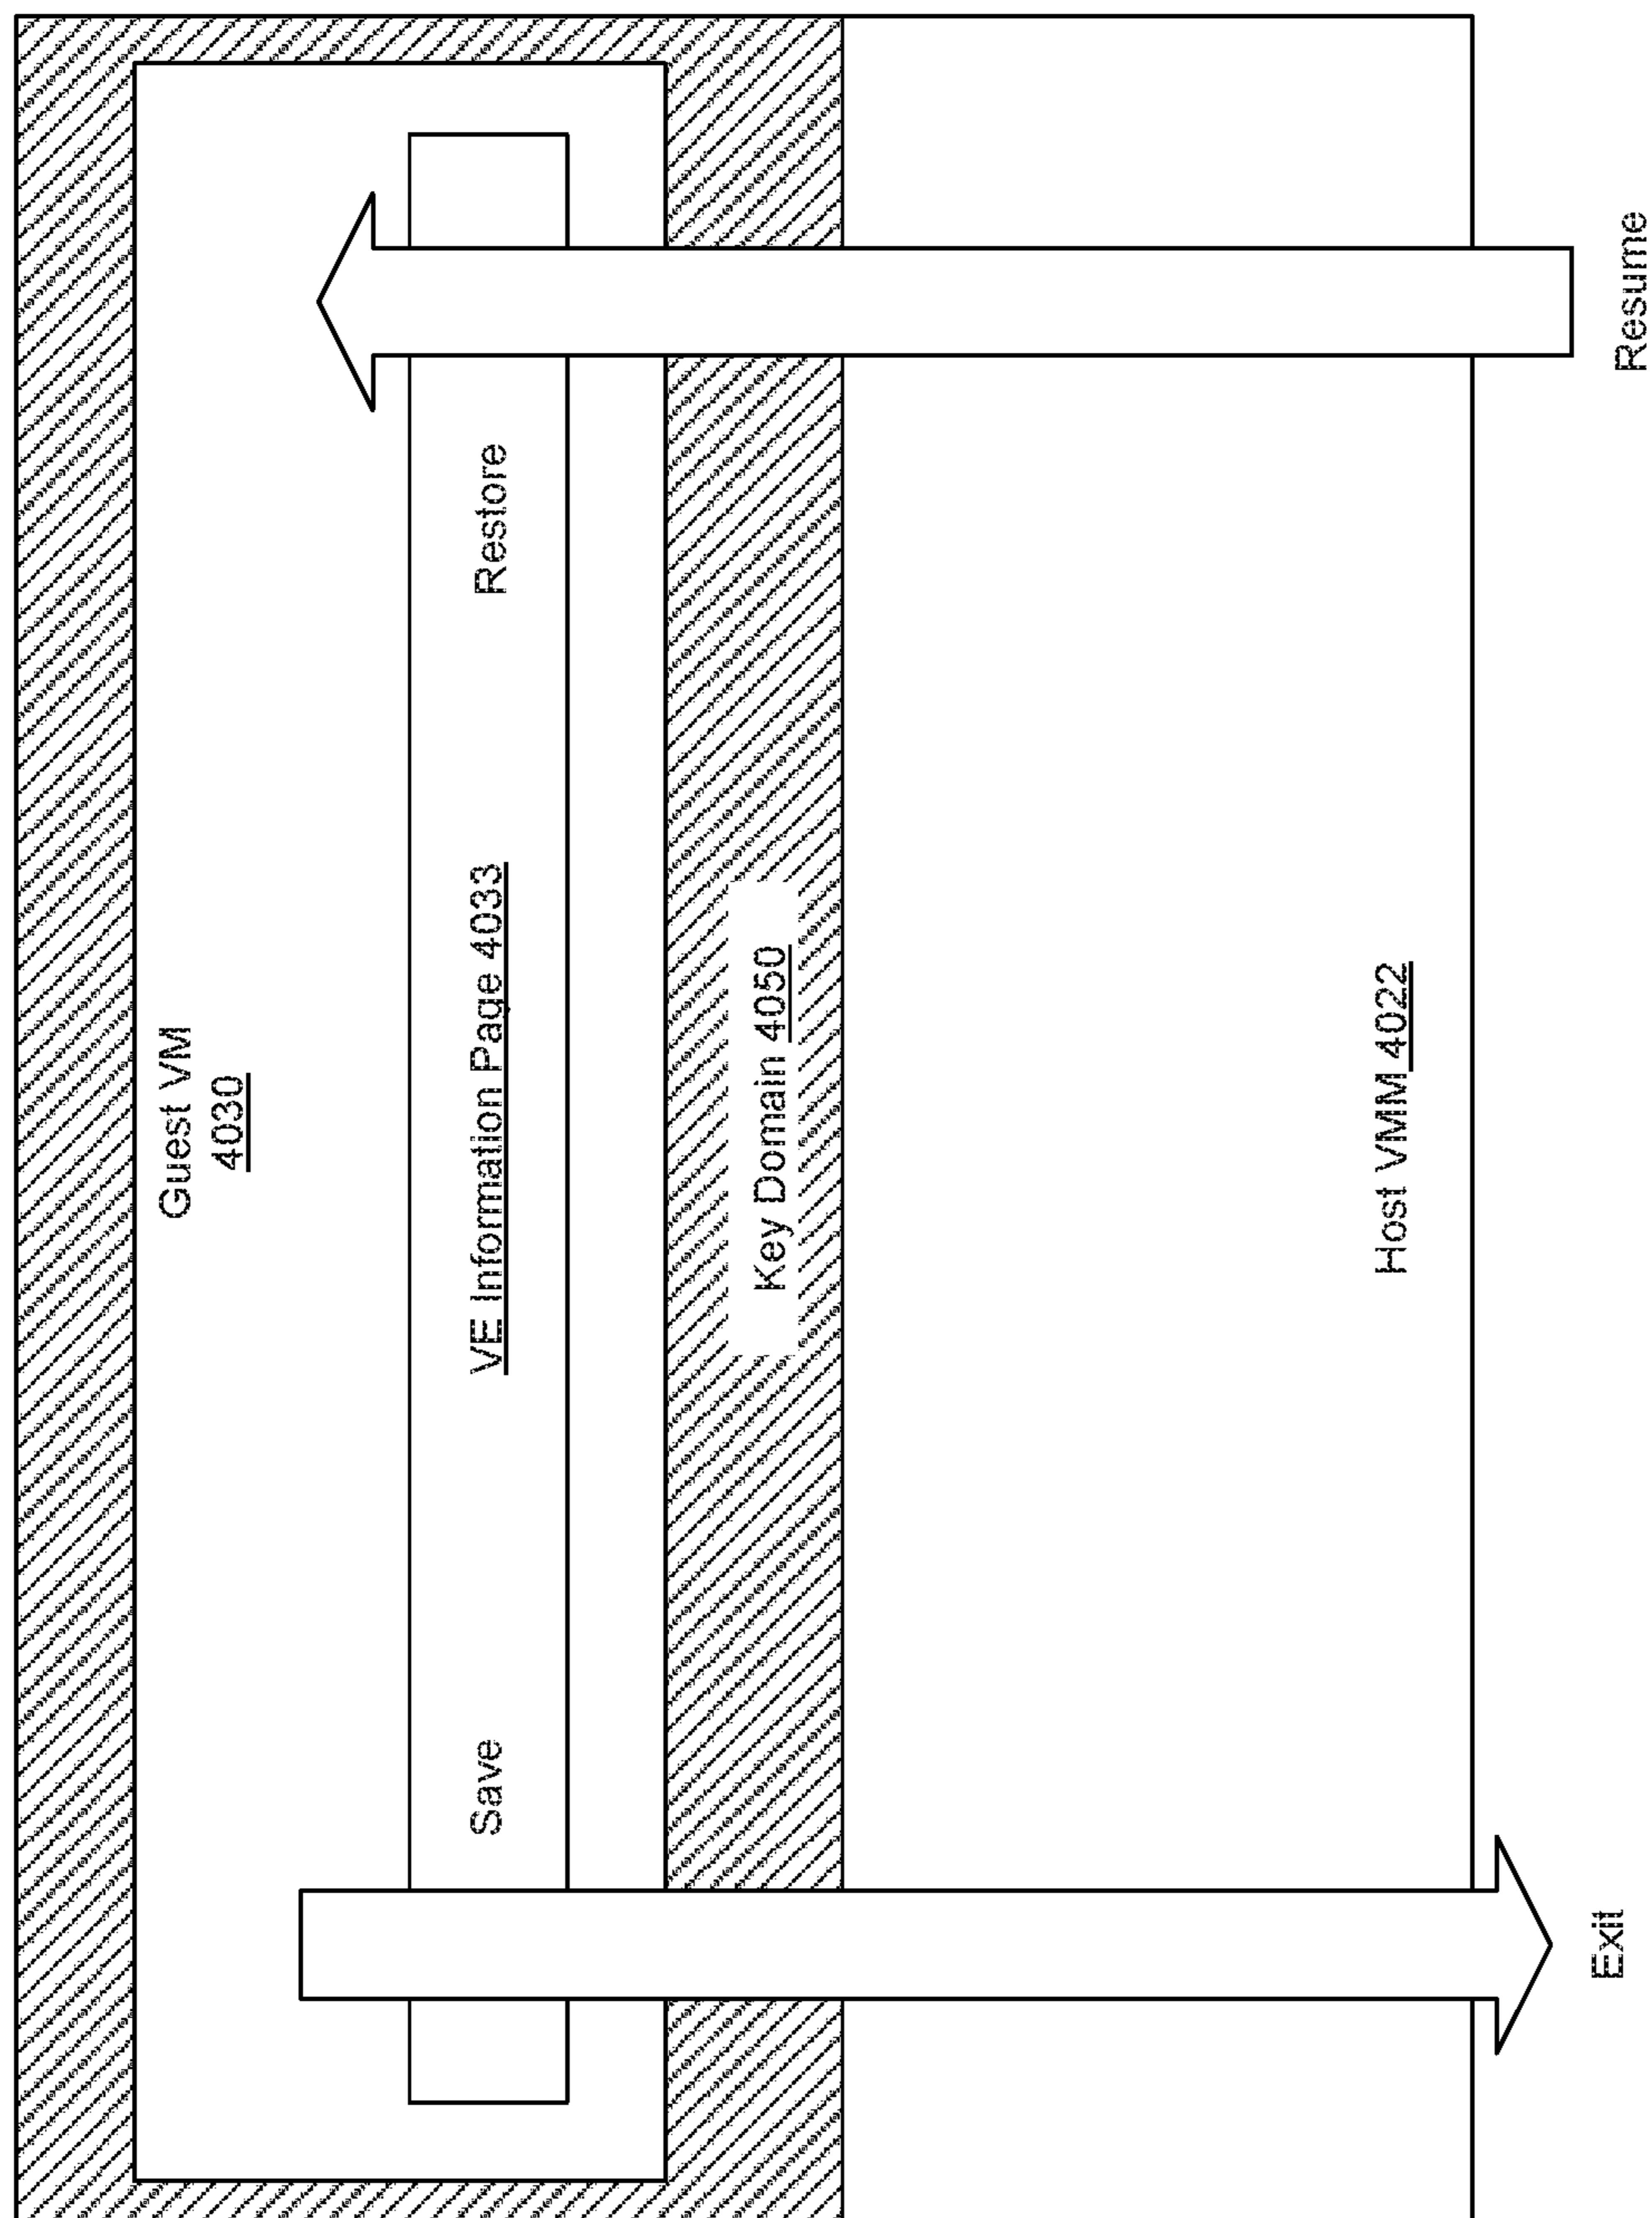 Guest VM
4030
Save
VE Information Page 4033
Restore
Key Domain 4050
Host VMM 4022
Exit
Resume